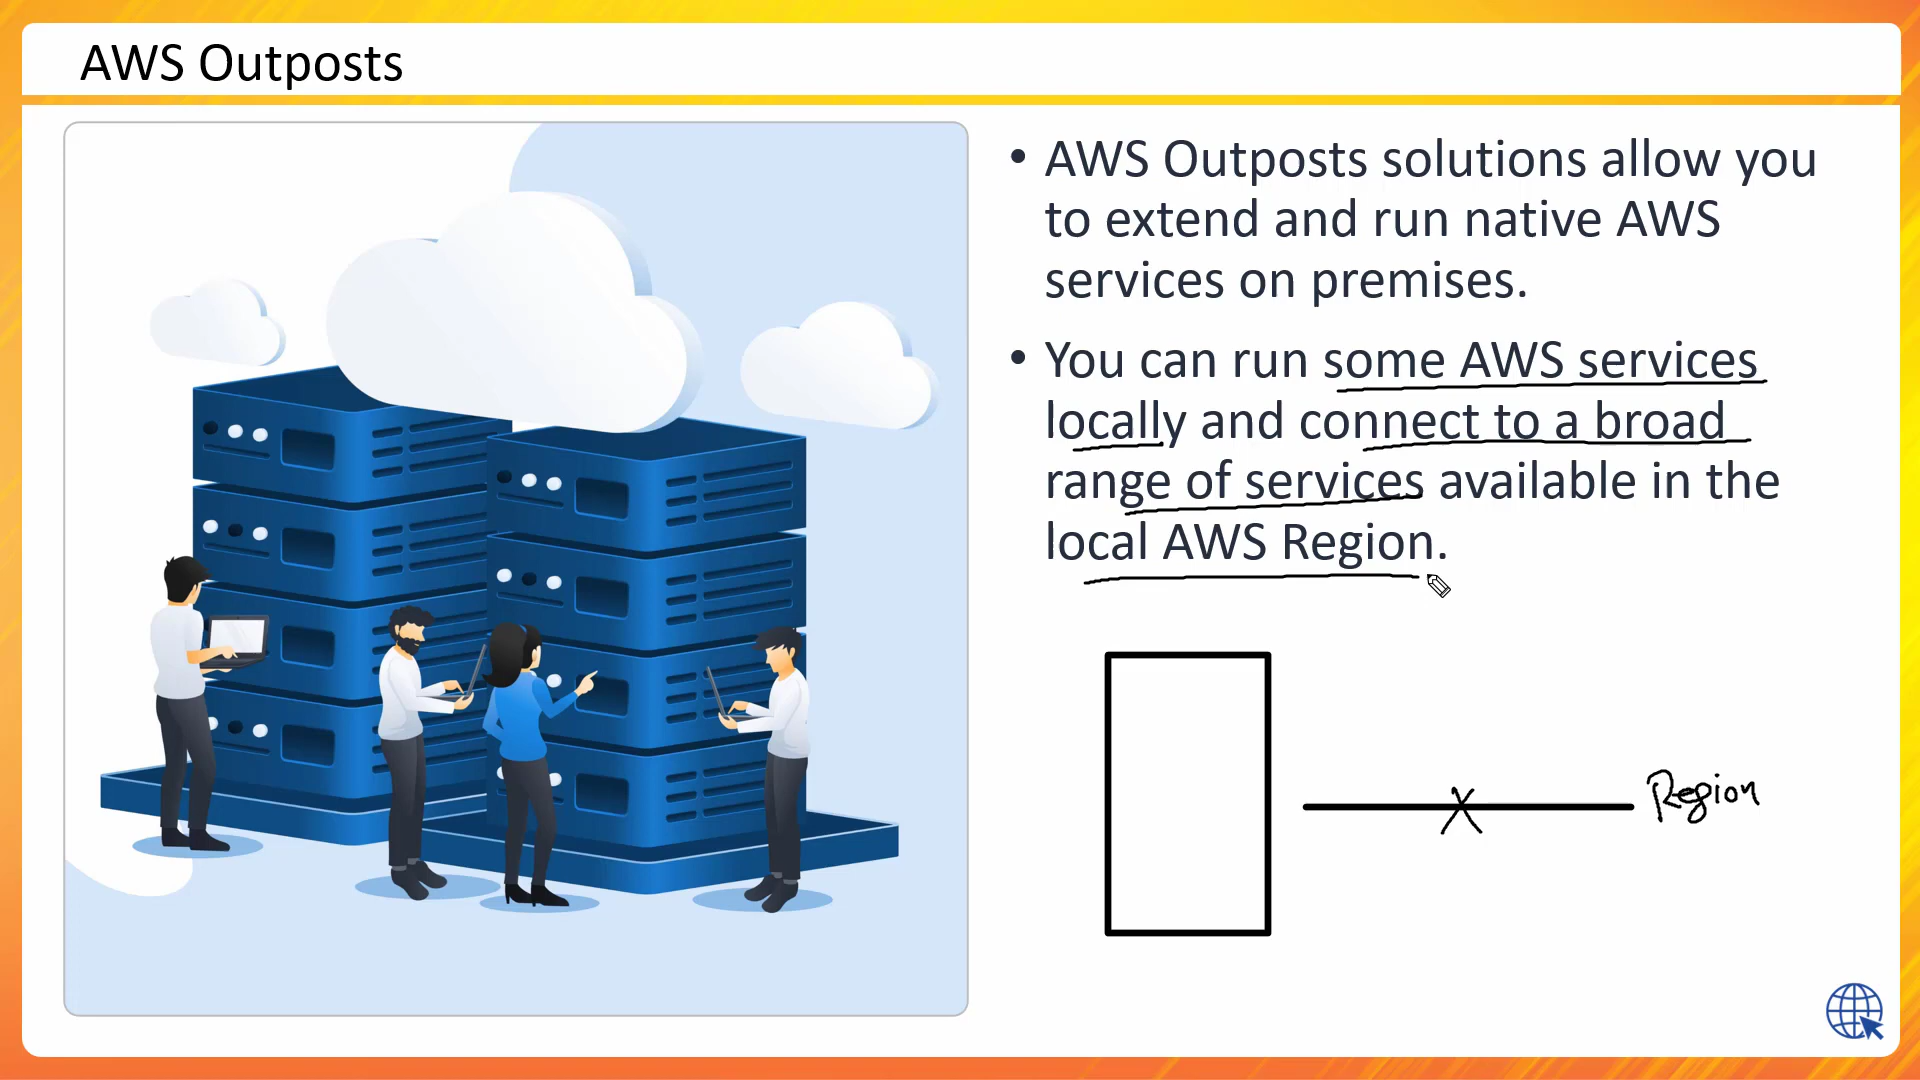 AWS Outposts
• AWS Outposts solutions allow you
to extend and run native AWS
services on premises.
• You can run some AWS services
locally and connect to a broad
range of services available in the
local AWS Region.
Region